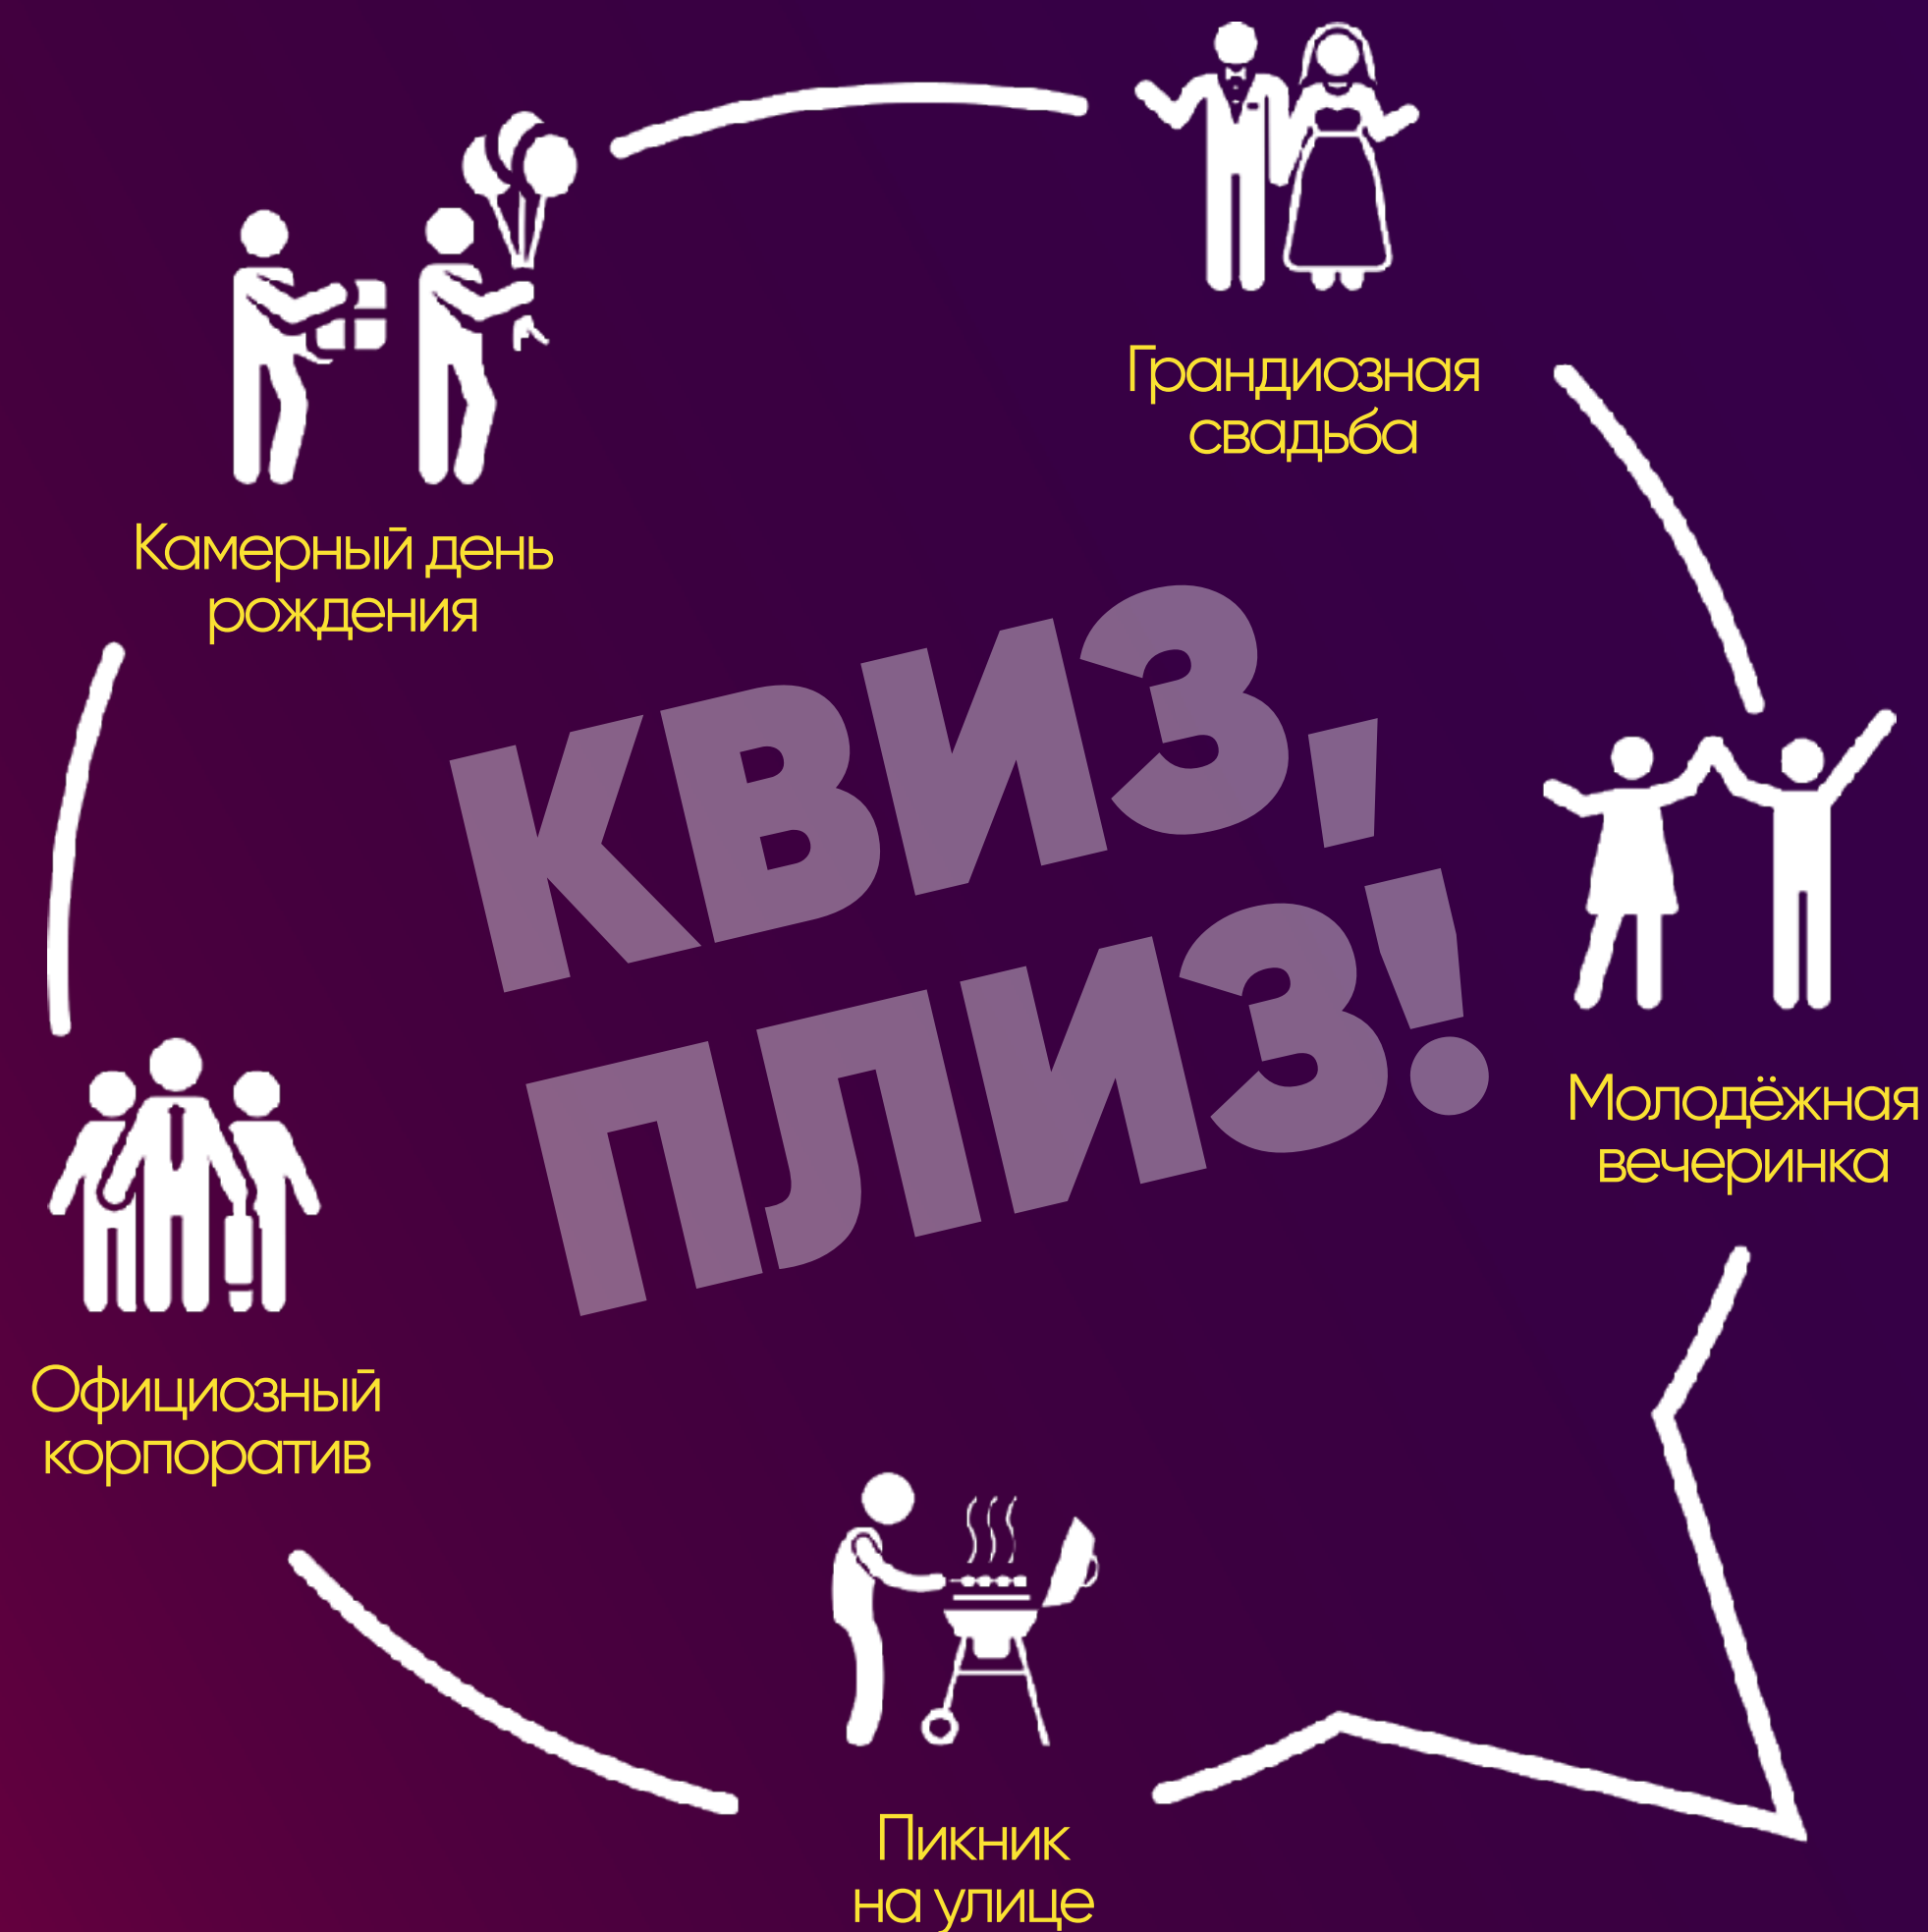 Грандиозная
свадьба
Камерный день
рождения
КВИЗ,
ПЛИЗ!
Молодёжная
вечеринка
Официозный
корпоратив
Пикник
на улице